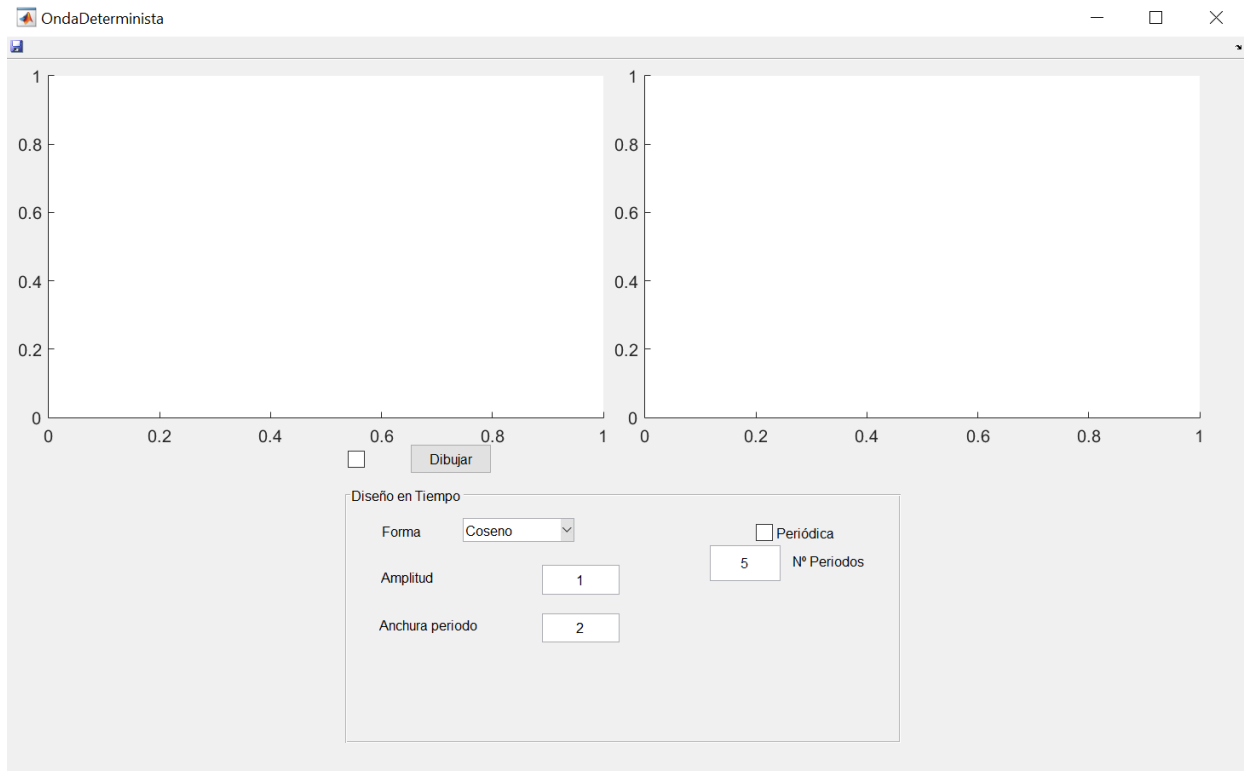 OndaDeterminista
1
0.8
0.6
0.4
0.2
0
0 0.2 0.4 0.6 0.8 1
1
0.8
0.6
0.4
0.2
0
0 0.2 0.4 0.6 0.8 1
Dibujar
Diseño en Tiempo
Forma Coseno
Periódica
Amplitud 1
5 Nº Periodos
Anchura periodo 2